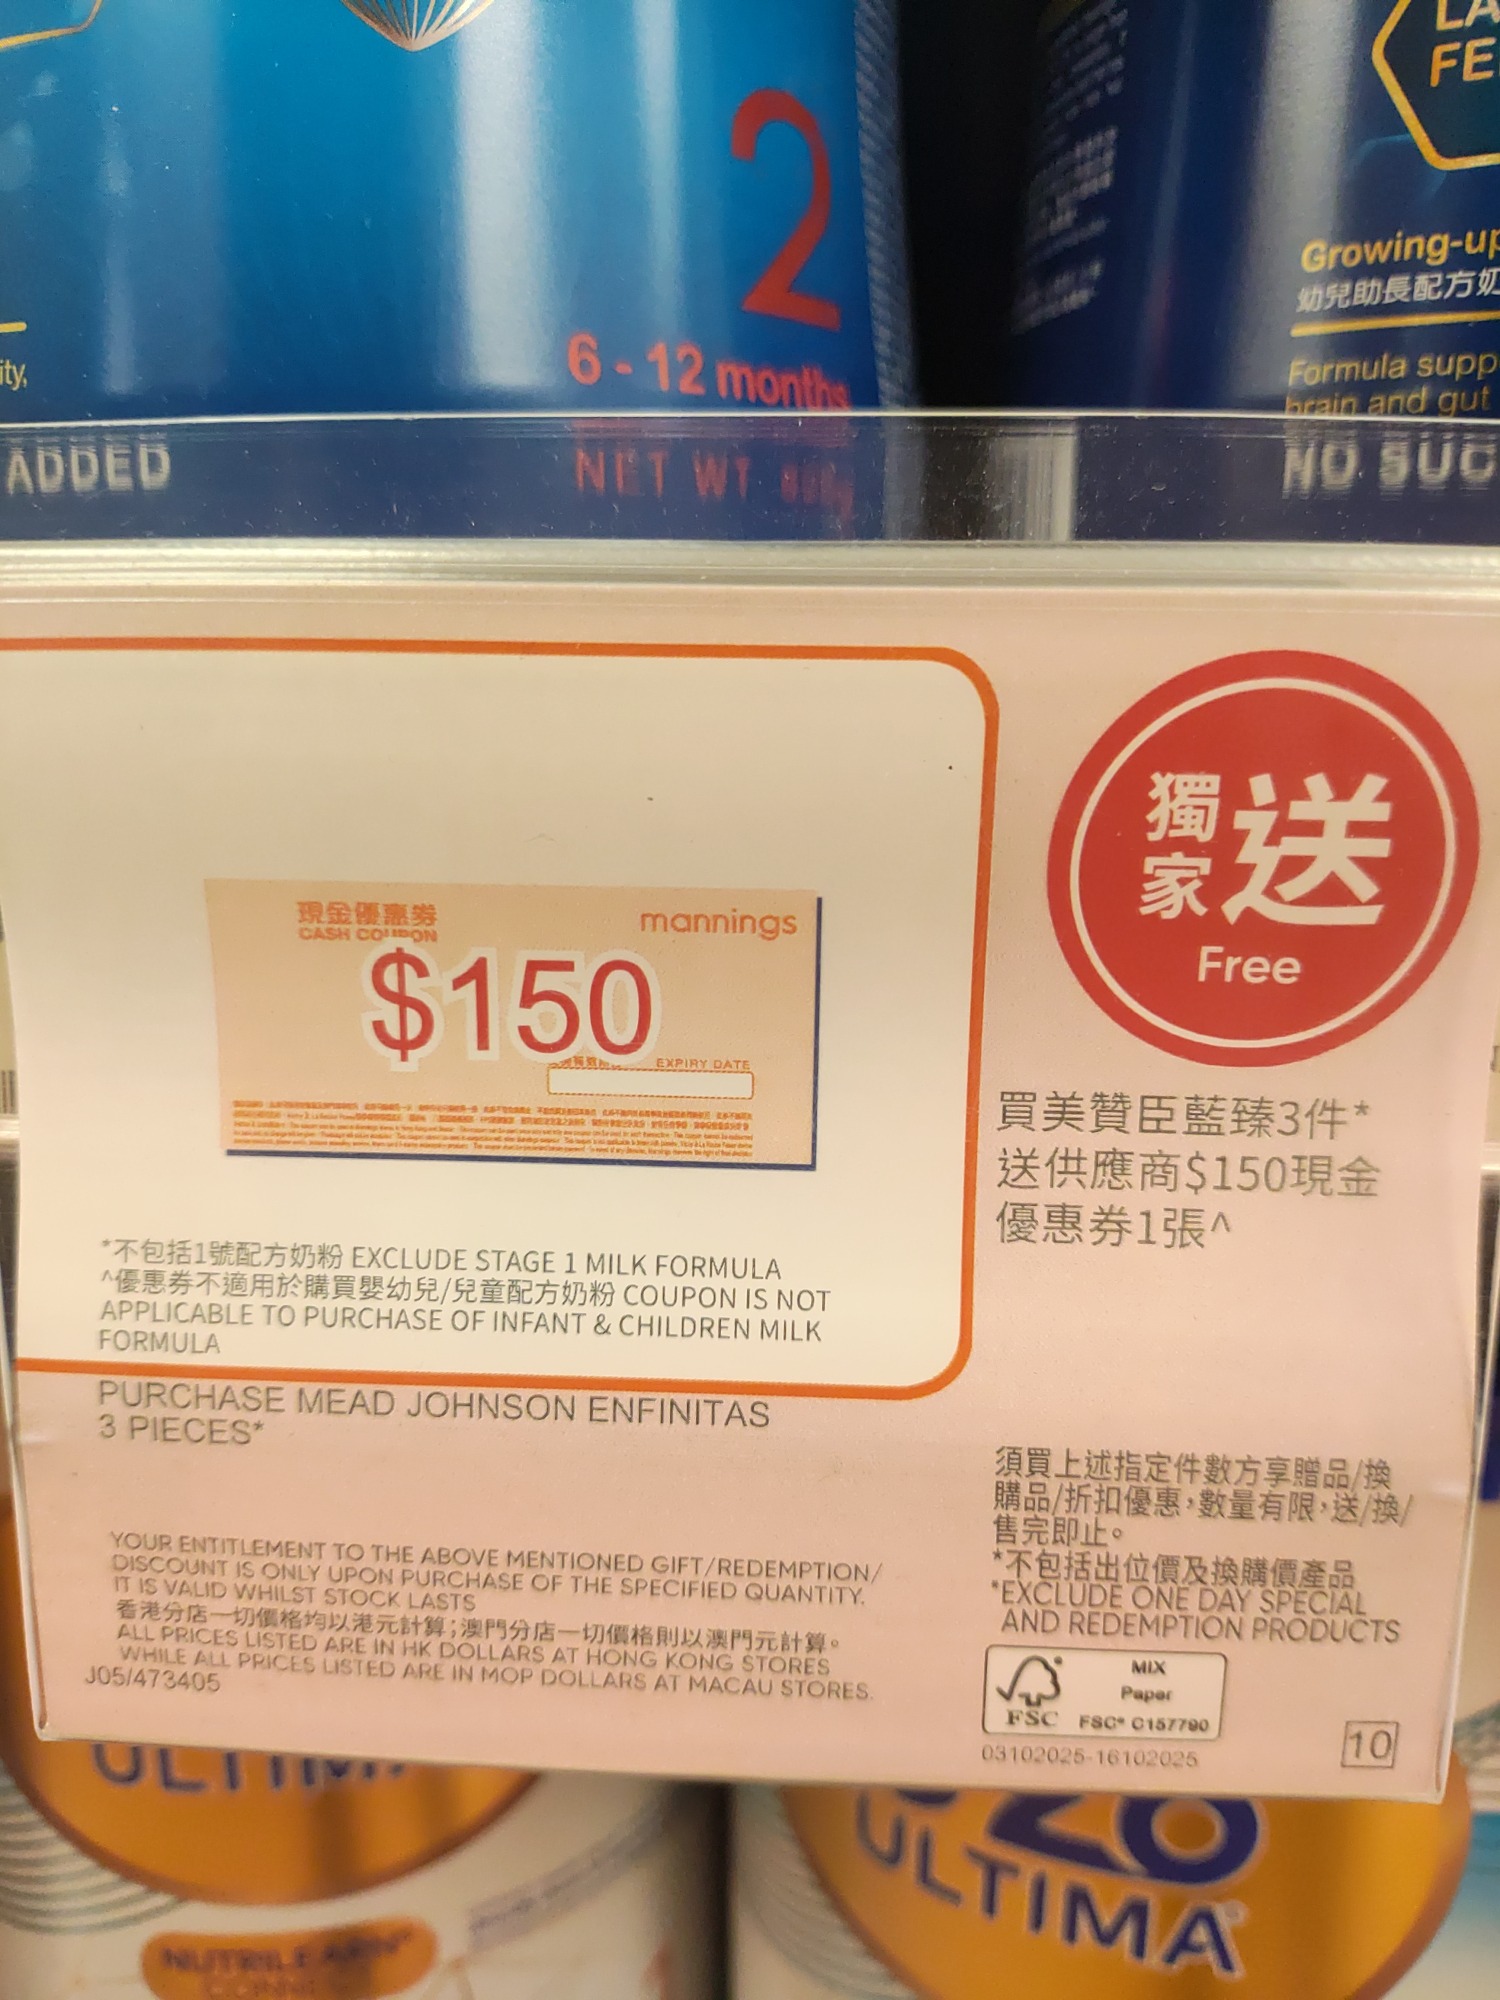 LA
FE
2
Growing-up
幼兒助長配方奶
6 - 12 months
ity,
Formula supp
brain and gut
ADDED
NET WT
NO SUG
獨家送
Free
現金優惠券
CASH COUPON
mannings
$150
EXPIRY DATE
買美贊臣藍臻3件*
送供應商$150現金
優惠券1張^
*不包括1號配方奶粉 EXCLUDE STAGE 1 MILK FORMULA
^優惠券不適用於購買嬰幼兒/兒童配方奶粉 COUPON IS NOT
APPLICABLE TO PURCHASE OF INFANT & CHILDREN MILK
FORMULA
PURCHASE MEAD JOHNSON ENFINITAS
3 PIECES*
須買上述指定件數方享贈品/換
購品/折扣優惠，數量有限，送/換/
售完即止。
*不包括出位價及換購價產品
*EXCLUDE ONE DAY SPECIAL
AND REDEMPTION PRODUCTS
YOUR ENTITLEMENT TO THE ABOVE MENTIONED GIFT/REDEMPTION/
DISCOUNT IS ONLY UPON PURCHASE OF THE SPECIFIED QUANTITY.
IT IS VALID WHILST STOCK LASTS
香港分店一切價格均以港元計算；澳門分店一切價格則以澳門元計算。
ALL PRICES LISTED ARE IN HK DOLLARS AT HONG KONG STORES
WHILE ALL PRICES LISTED ARE IN MOP DOLLARS AT MACAU STORES.
J05/473405
MIX
Paper
FSC
FSC® C157790
03102025-16102025
10
ULTIMA
ULTIMA
NUTRILEARN